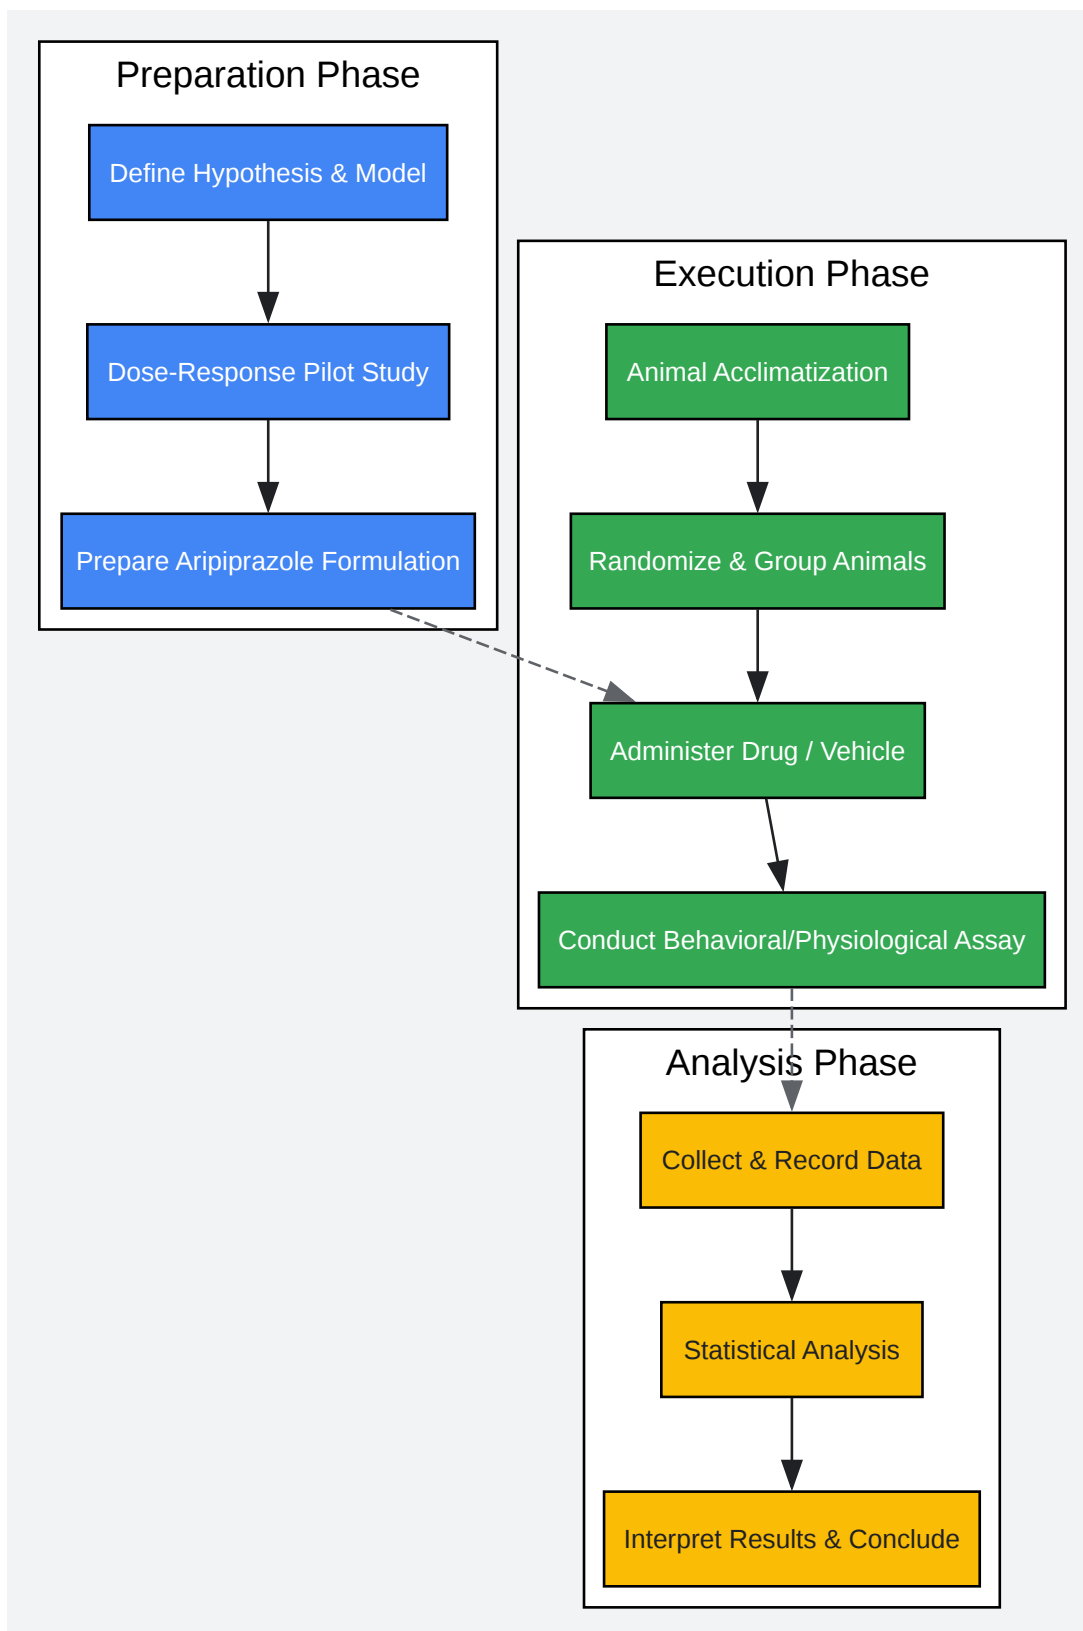 Preparation Phase
Define Hypothesis & Model
Dose-Response Pilot Study
Prepare Aripiprazole Formulation
Execution Phase
Animal Acclimatization
Randomize & Group Animals
Administer Drug / Vehicle
Conduct Behavioral/Physiological Assay
Analysis Phase
Collect & Record Data
Statistical Analysis
Interpret Results & Conclude